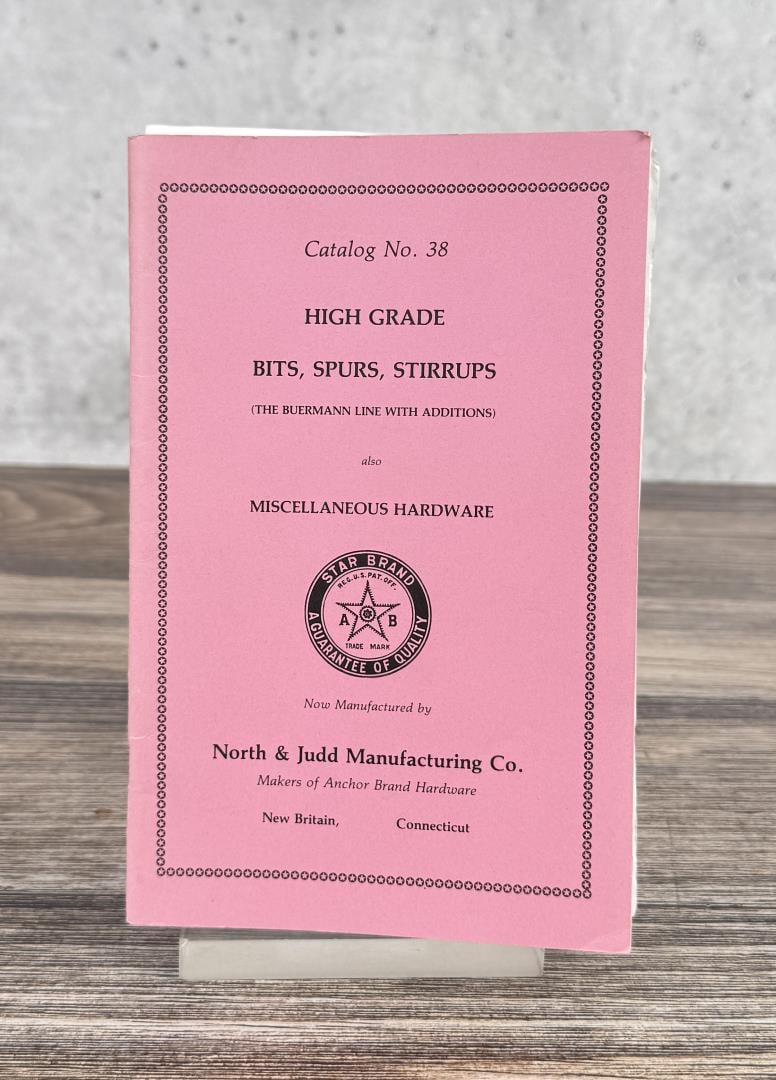 Catalog No. 38
HIGH GRADE
BITS, SPURS, STIRRUPS
(THE BUERMANN LINE WITH ADDITIONS)
also
MISCELLANEOUS HARDWARE
STAR BRAND
REG. U.S. PAT. OFF.
A B
TRADE MARK
A GUARANTEE OF QUALITY
Now Manufactured by
North & Judd Manufacturing Co.
Makers of Anchor Brand Hardware
New Britain, Connecticut